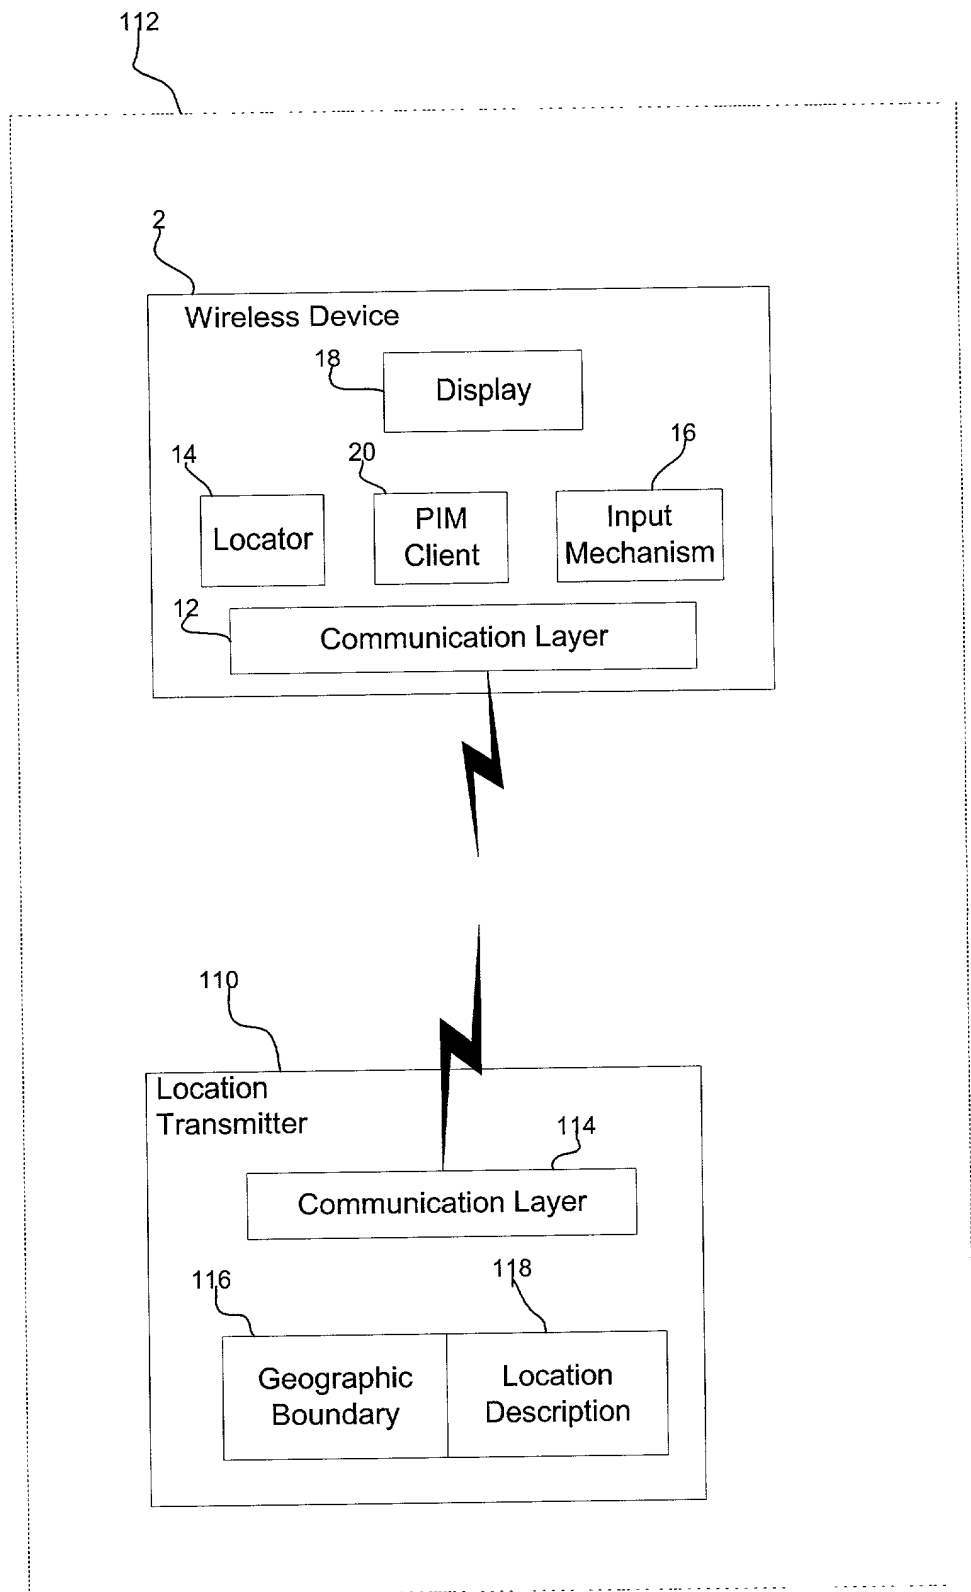 112
2
Wireless Device
18
Display
14
20
16
Locator
PIM
Client
Input
Mechanism
12
Communication Layer
110
Location
Transmitter
114
Communication Layer
116
118
Geographic
Boundary
Location
Description